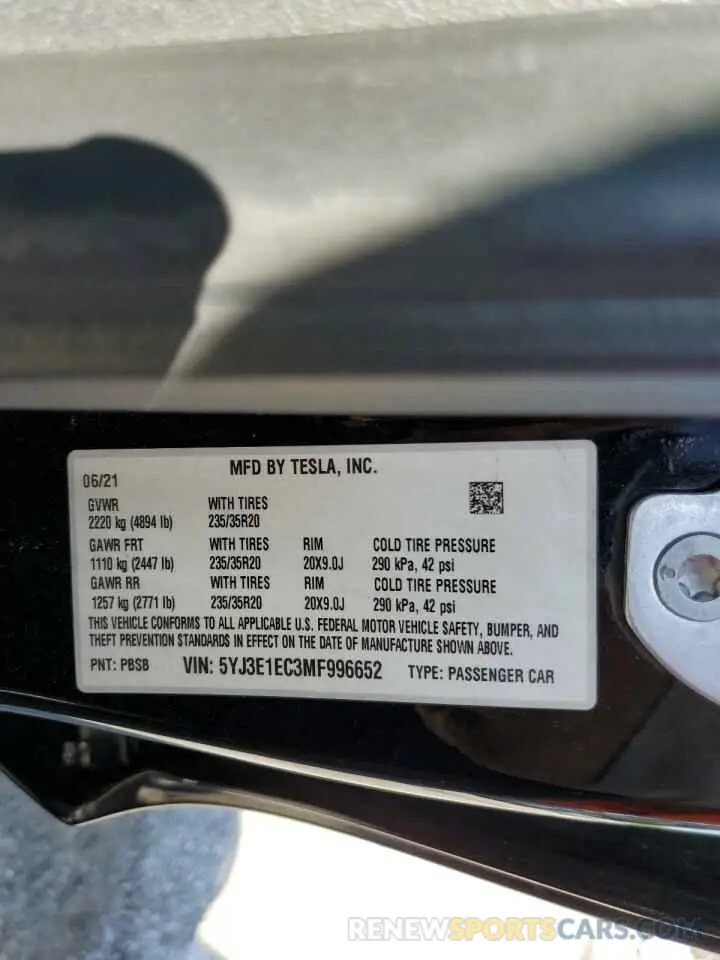 MFD BY TESLA, INC.
06/21
GVWR WITH TIRES
2220 kg (4894 lb) 235/35R20
GAWR FRT WITH TIRES RIM COLD TIRE PRESSURE
1110 kg (2447 lb) 235/35R20 20X9.0J 290 kPa, 42 psi
GAWR RR WITH TIRES RIM COLD TIRE PRESSURE
1257 kg (2771 lb) 235/35R20 20X9.0J 290 kPa, 42 psi
THIS VEHICLE CONFORMS TO ALL APPLICABLE U.S. FEDERAL MOTOR VEHICLE SAFETY, BUMPER, AND
THEFT PREVENTION STANDARDS IN EFFECT ON THE DATE OF MANUFACTURE SHOWN ABOVE.
PNT: PBSB VIN: 5YJ3E1EC3MF996652 TYPE: PASSENGER CAR
RENEWSPORTSCARS.COM